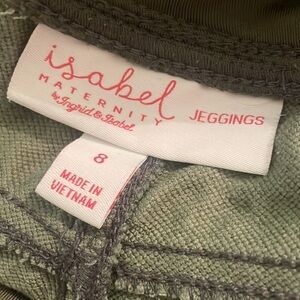 isabel
MATERNITY
by Ingrid & Isabel
JEGGINGS
8
MADE IN
VIETNAM